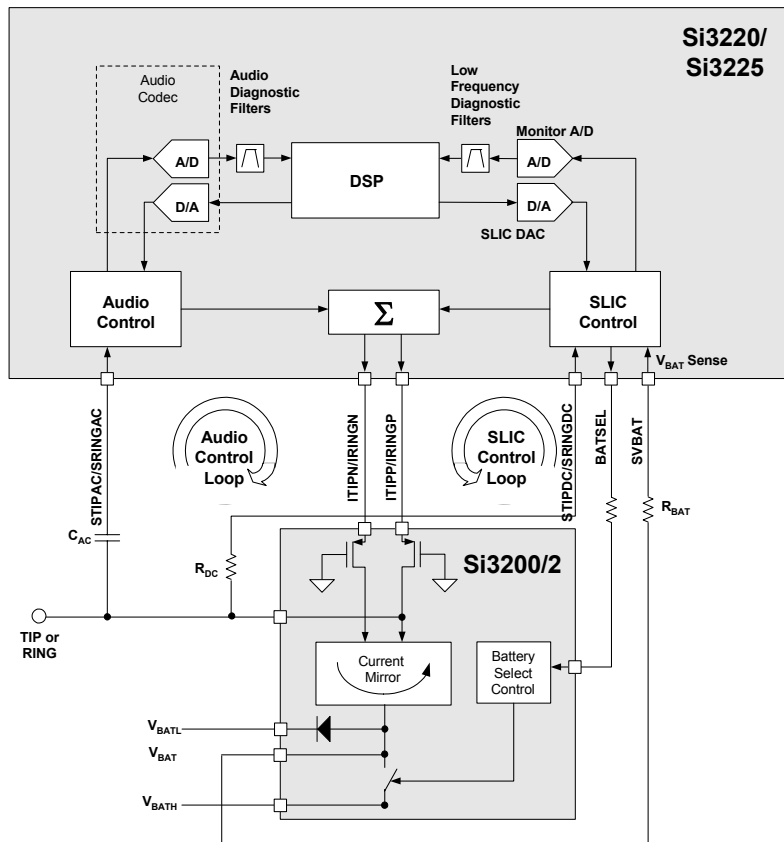 Si3220/
Si3225
Audio
Codec
Audio
Diagnostic
Filters
Low
Frequency
Diagnostic
Filters
Monitor A/D
A/D
DSP
A/D
D/A
D/A
SLIC DAC
Audio
Control
Σ
SLIC
Control
VBAT Sense
STIPAC/SRINGAC
Audio
Control
Loop
ITIPN/IRINGN
ITIPP/IRINGP
SLIC
Control
Loop
STIPDC/SRINGDC
BATSEL
SVBAT
CAC
RDC
RBAT
Si3200/2
TIP or
RING
Current
Mirror
Battery
Select
Control
VBATL
VBAT
VBATH